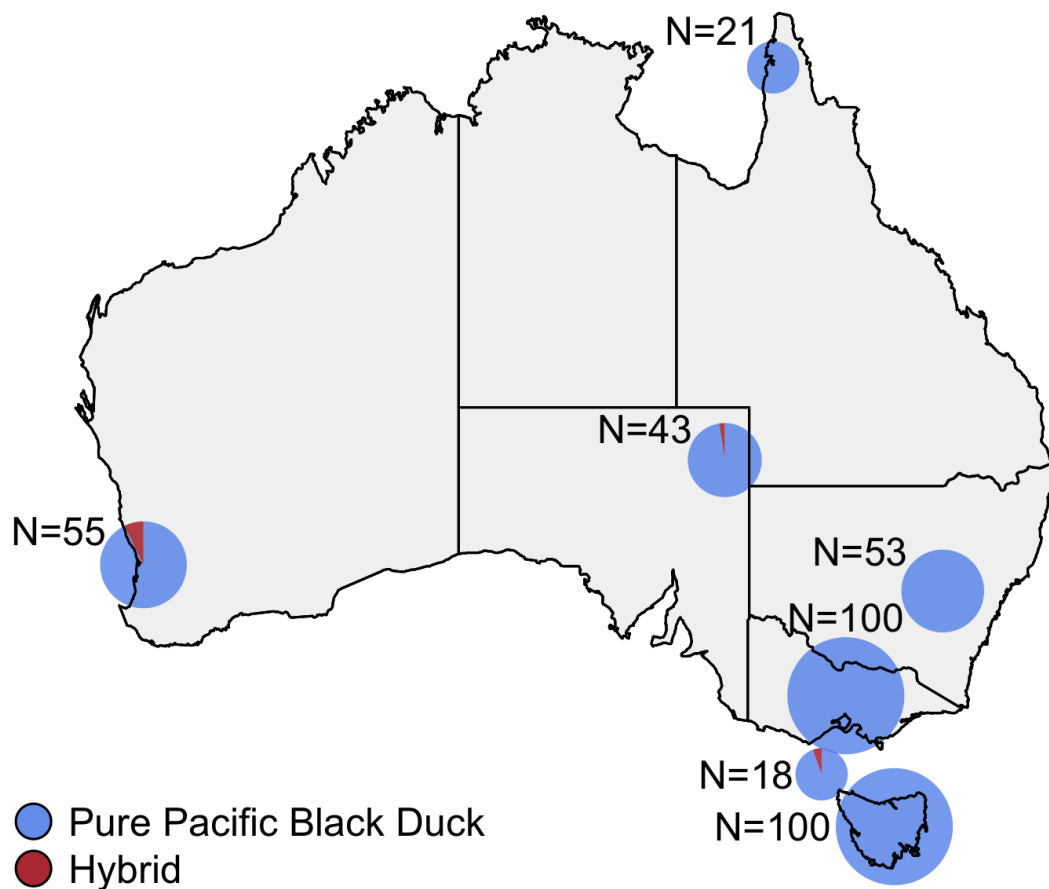 N=21
N=43
N=55
N=53
N=100
N=18
N=100
Pure Pacific Black Duck
Hybrid